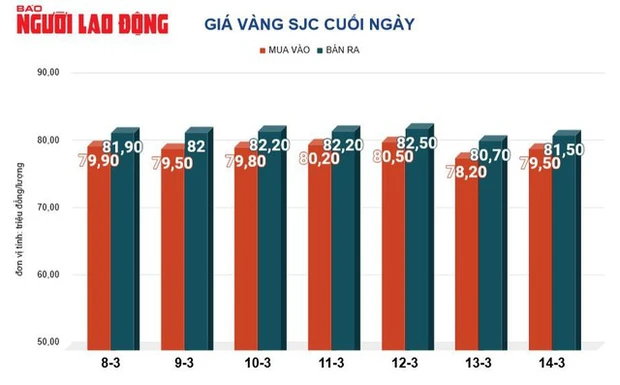 BÁO
NGƯỜI LAO ĐỘNG
GIÁ VÀNG SJC CUỐI NGÀY
MUA VÀO BÁN RA
đơn vị tính: triệu đồng/lượng
90,00
80,00
70,00
60,00
50,00
79,90 81,90
79,50 82
79,80 82,20
80,20 82,20
80,50 82,50
78,20 80,70
79,50 81,50
8-3 9-3 10-3 11-3 12-3 13-3 14-3